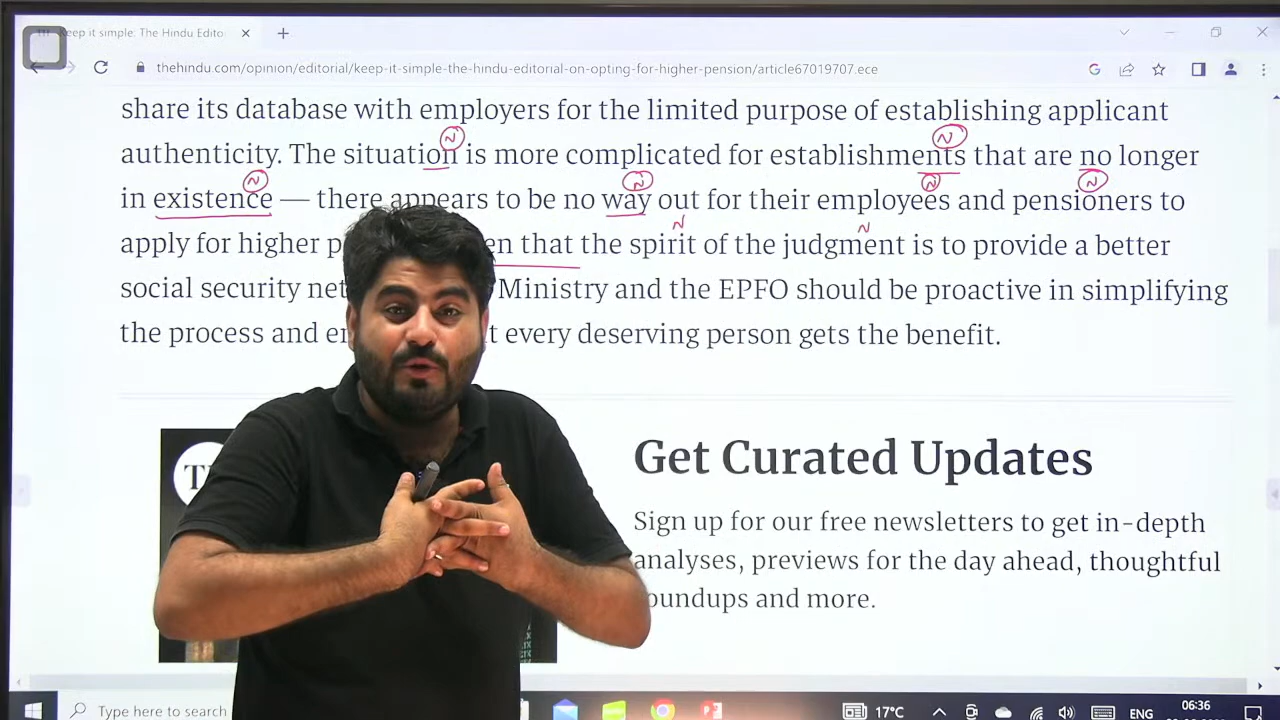 Keep it simple: The Hindu Edito × +
thehindu.com/opinion/editorial/keep-it-simple-the-hindu-editorial-on-opting-for-higher-pension/article67019707.ece
share its database with employers for the limited purpose of establishing applicant
N N
authenticity. The situation is more complicated for establishments that are no longer
N N N N
in existence — there appears to be no way out for their employees and pensioners to
N N
apply for higher p en that the spirit of the judgment is to provide a better
social security net Ministry and the EPFO should be proactive in simplifying
the process and en t every deserving person gets the benefit.
Get Curated Updates
Sign up for our free newsletters to get in-depth
analyses, previews for the day ahead, thoughtful
roundups and more.
Type here to search 17°C ENG 06:36